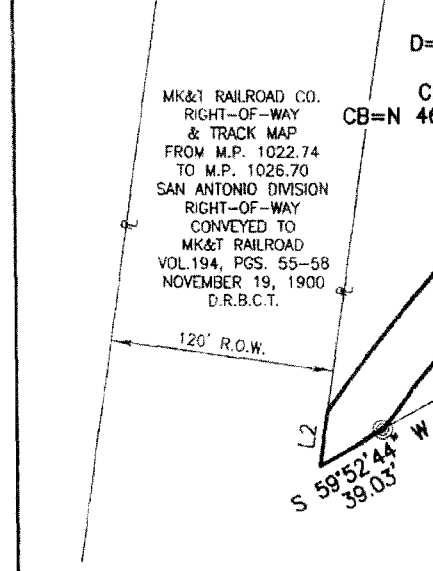 D=
C
CB=N 46
MK&T RAILROAD CO.
RIGHT-OF-WAY
& TRACK MAP
FROM M.P. 1022.74
TO M.P. 1026.70
SAN ANTONIO DIVISION
RIGHT-OF-WAY
CONVEYED TO
MK&T RAILROAD
VOL.194, PGS. 55-58
NOVEMBER 19, 1900
D.R.B.C.T.
℄
℄
120' R.O.W.
L2
S 59°52'44" W
39.03'